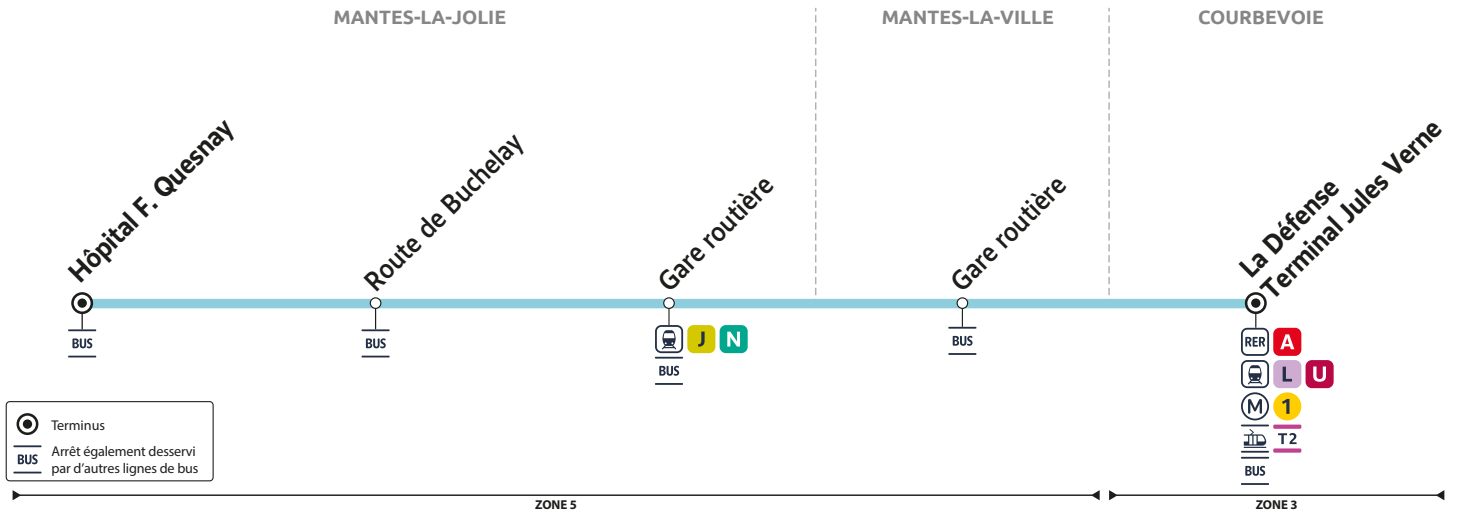 MANTES-LA-JOLIE
MANTES-LA-VILLE
COURBEVOIE
Hôpital F. Quesnay
Route de Buchelay
Gare routière
Gare routière
La Défense
Terminal Jules Verne
BUS
BUS
J N
BUS
BUS
RER A
L U
M 1
T2
BUS
Terminus
BUS
Arrêt également desservi
par d'autres lignes de bus
ZONE 5
ZONE 3